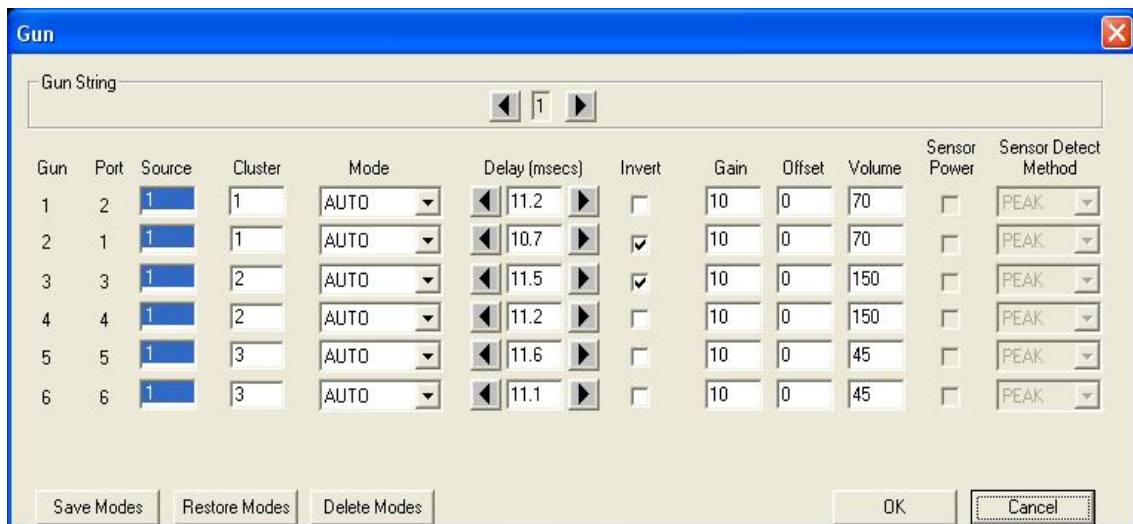 Gun
Gun String
1
Gun Port Source Cluster Mode Delay (msecs) Invert Gain Offset Volume Sensor Power Sensor Detect Method
1 2 1 1 AUTO 11.2 10 0 70 PEAK
2 1 1 1 AUTO 10.7 10 0 70 PEAK
3 3 1 2 AUTO 11.5 10 0 150 PEAK
4 4 1 2 AUTO 11.2 10 0 150 PEAK
5 5 1 3 AUTO 11.6 10 0 45 PEAK
6 6 1 3 AUTO 11.1 10 0 45 PEAK
Save Modes Restore Modes Delete Modes OK Cancel